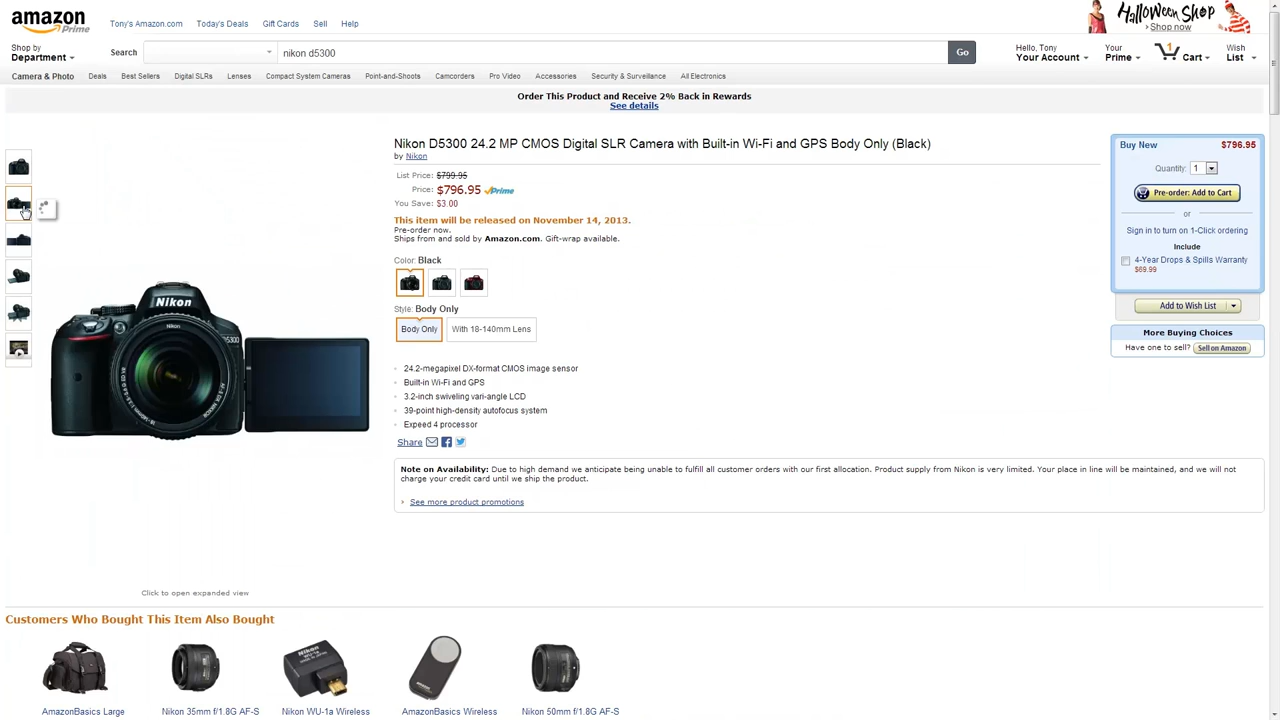 amazon
Prime
Tony's Amazon.com Today's Deals Gift Cards Sell Help
Halloween Shop
› Shop now
Shop by
Department
Search nikon d5300 Go
Hello, Tony
Your Account
Your
Prime
1
Cart
Wish
List
Camera & Photo Deals Best Sellers Digital SLRs Lenses Compact System Cameras Point-and-Shoots Camcorders Pro Video Accessories Security & Surveillance All Electronics
Order This Product and Receive 2% Back in Rewards
See details
Nikon
Nikon
D5300
Click to open expanded view
Nikon D5300 24.2 MP CMOS Digital SLR Camera with Built-in Wi-Fi and GPS Body Only (Black)
by Nikon
List Price: $799.95
Price: $796.95 Prime
You Save: $3.00
This item will be released on November 14, 2013.
Pre-order now.
Ships from and sold by Amazon.com. Gift-wrap available.
Color: Black
Style: Body Only
Body Only With 18-140mm Lens
24.2-megapixel DX-format CMOS image sensor
Built-in Wi-Fi and GPS
3.2-inch swiveling vari-angle LCD
39-point high-density autofocus system
Expeed 4 processor
Share
Note on Availability: Due to high demand we anticipate being unable to fulfill all customer orders with our first allocation. Product supply from Nikon is very limited. Your place in line will be maintained, and we will not
charge your credit card until we ship the product.
› See more product promotions
Buy New $796.95
Quantity: 1
Pre-order: Add to Cart
or
Sign in to turn on 1-Click ordering
Include
4-Year Drops & Spills Warranty
$69.99
Add to Wish List
More Buying Choices
Have one to sell? Sell on Amazon
Customers Who Bought This Item Also Bought
Nikon
WU-1a
AmazonBasics Large Nikon 35mm f/1.8G AF-S Nikon WU-1a Wireless AmazonBasics Wireless Nikon 50mm f/1.8G AF-S